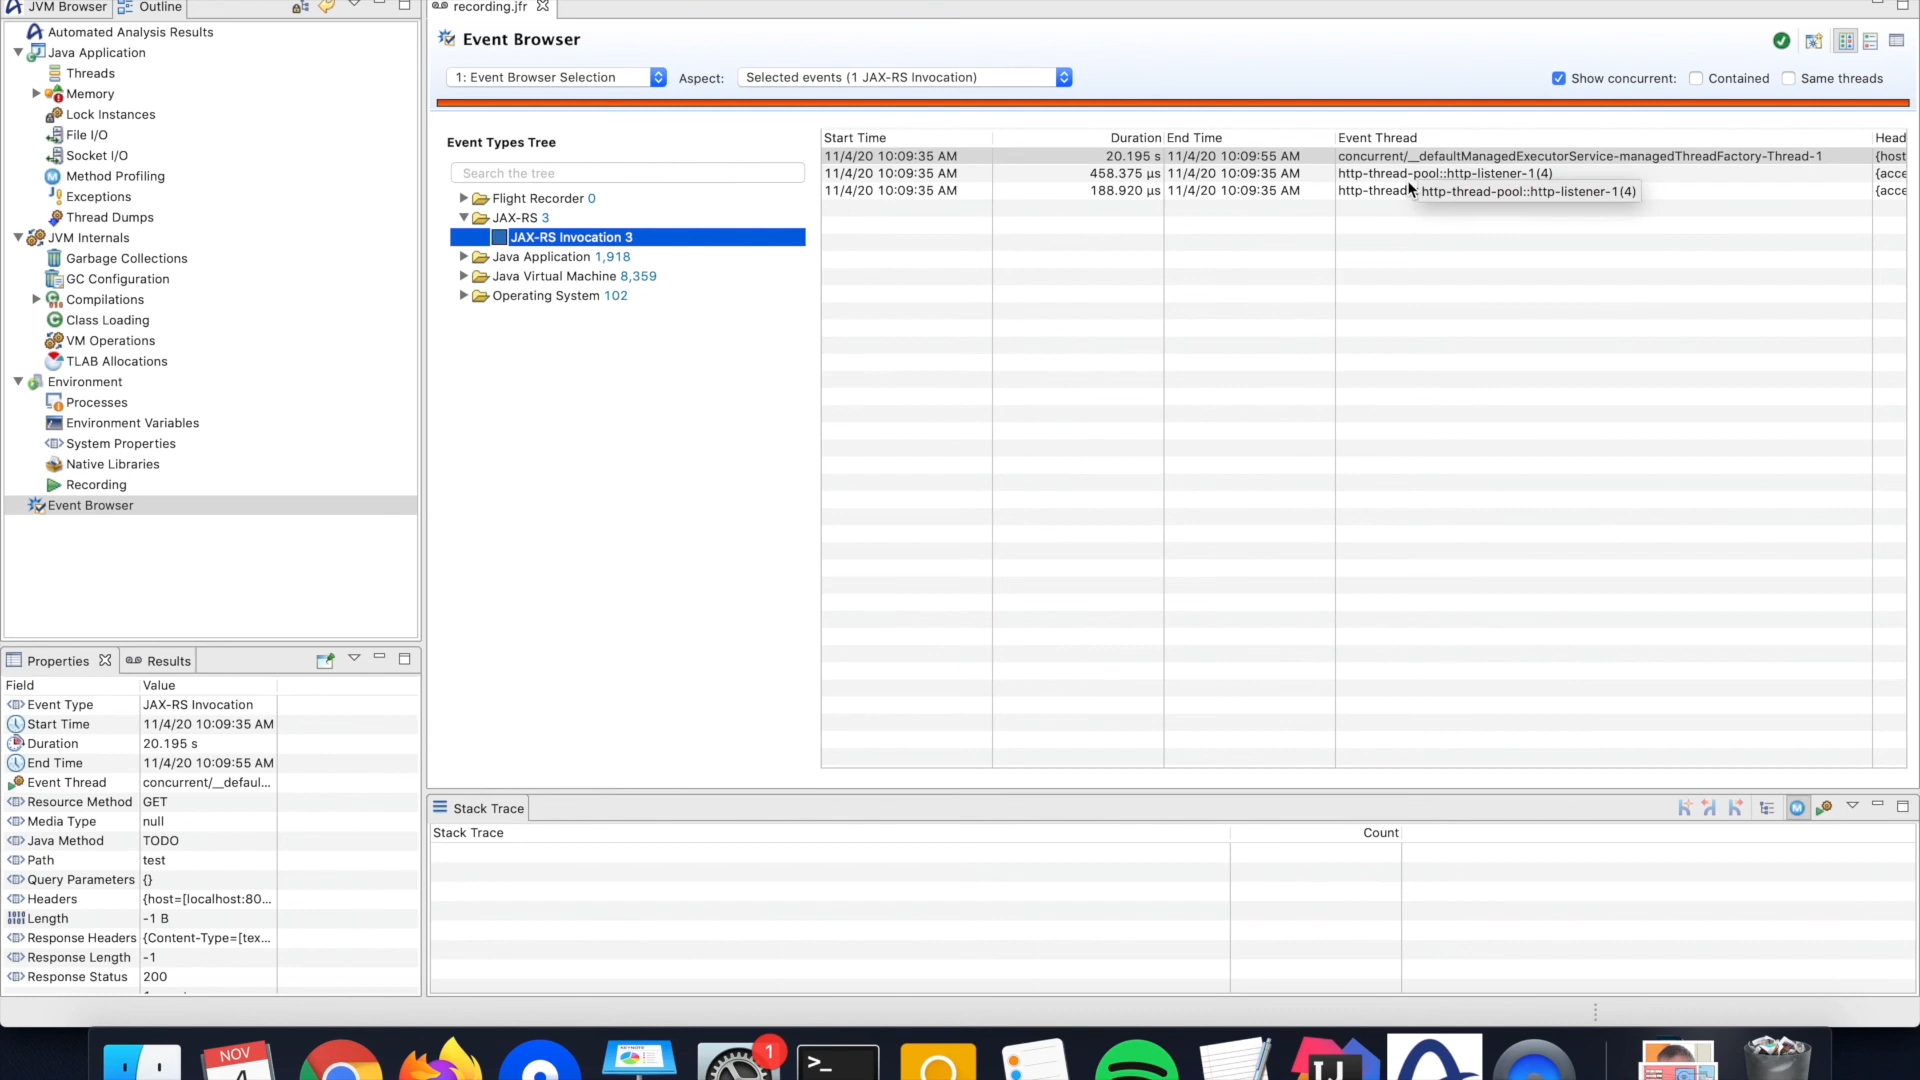 JVM Browser
Outline
Automated Analysis Results
Java Application
Threads
Memory
Lock Instances
File I/O
Socket I/O
Method Profiling
Exceptions
Thread Dumps
JVM Internals
Garbage Collections
GC Configuration
Compilations
Class Loading
VM Operations
TLAB Allocations
Environment
Processes
Environment Variables
System Properties
Native Libraries
Recording
Event Browser
recording.jfr
Event Browser
1: Event Browser Selection
Aspect:
Selected events (1 JAX-RS Invocation)
Show concurrent:
Contained
Same threads
Event Types Tree
Search the tree
Flight Recorder 0
JAX-RS 3
JAX-RS Invocation 3
Java Application 1,918
Java Virtual Machine 8,359
Operating System 102
Start Time Duration End Time Event Thread Head
11/4/20 10:09:35 AM 20.195 s 11/4/20 10:09:55 AM concurrent/__defaultManagedExecutorService-managedThreadFactory-Thread-1 {host
11/4/20 10:09:35 AM 458.375 µs 11/4/20 10:09:35 AM http-thread-pool::http-listener-1(4) {acce
11/4/20 10:09:35 AM 188.920 µs 11/4/20 10:09:35 AM http-thread {acce
http-thread-pool::http-listener-1(4)
Properties
Results
Field Value
Event Type JAX-RS Invocation
Start Time 11/4/20 10:09:35 AM
Duration 20.195 s
End Time 11/4/20 10:09:55 AM
Event Thread concurrent/__defaul...
Resource Method GET
Media Type null
Java Method TODO
Path test
Query Parameters {}
Headers {host=[localhost:80...
Length -1 B
Response Headers {Content-Type=[tex...
Response Length -1
Response Status 200
Stack Trace
Stack Trace Count
NOV
1
>_
IJ